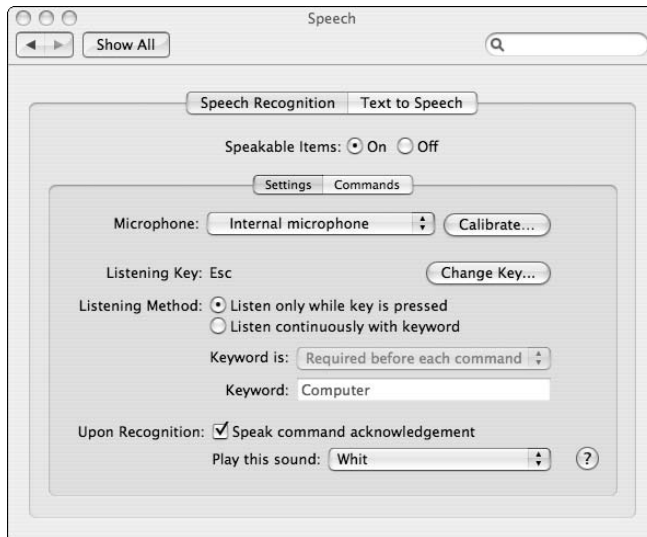 Speech
Show All
Speech Recognition Text to Speech
Speakable Items: On Off
Settings Commands
Microphone: Internal microphone Calibrate...
Listening Key: Esc Change Key...
Listening Method: Listen only while key is pressed
Listen continuously with keyword
Keyword is: Required before each command
Keyword: Computer
Upon Recognition: Speak command acknowledgement
Play this sound: Whit ?